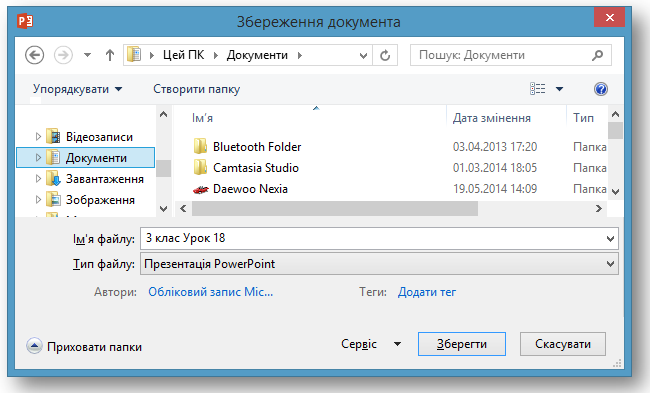 Збереження документа
Цей ПК Документи
Пошук: Документи
Упорядкувати Створити папку
Ім'я Дата змінення Тип
Відеозаписи
Документи
Завантаження
Зображення
Bluetooth Folder 03.04.2013 17:20 Папка
Camtasia Studio 01.03.2014 18:05 Папка
Daewoo Nexia 19.05.2014 14:09 Папка
Ім'я файлу: 3 клас Урок 18
Тип файлу: Презентація PowerPoint
Автори: Обліковий запис Міс... Теги: Додати тег
Приховати папки Сервіс Зберегти Скасувати